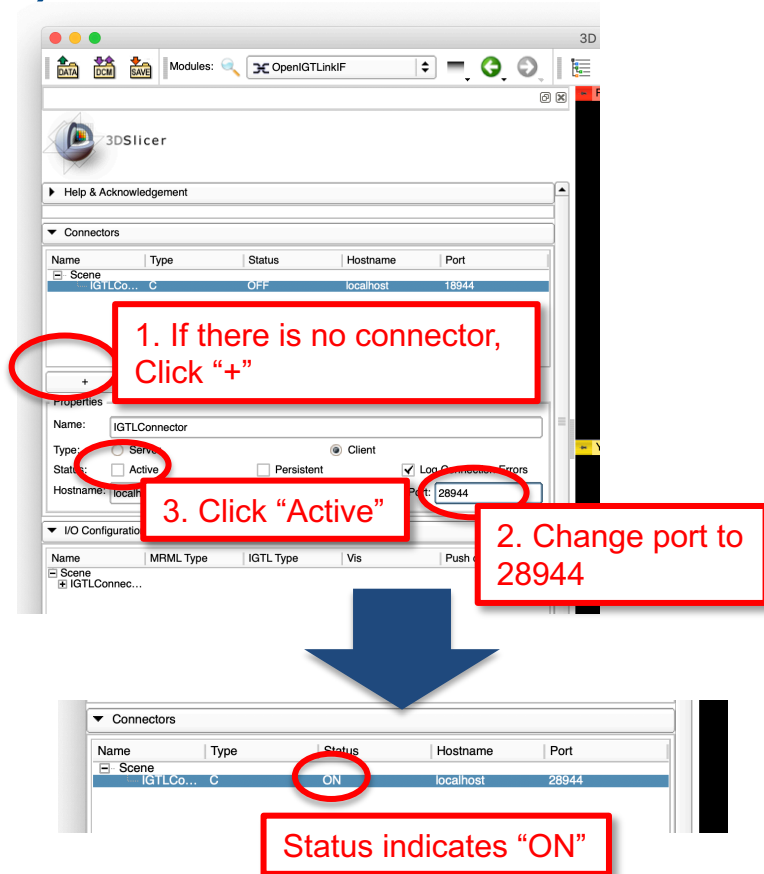 3D
DATA DCM SAVE Modules: OpenIGTLinkIF
3DSlicer
Help & Acknowledgement
Connectors
Name Type Status Hostname Port
Scene
IGTLCo... C OFF localhost 18944
1. If there is no connector,
Click “+”
+
Properties
Name: IGTLConnector
Type: Server Client
Status: Active Persistent Log Connection Errors
Hostname: Port: 28944
3. Click “Active”
2. Change port to
28944
I/O Configuration
Name MRML Type IGTL Type Vis Push
Scene
IGTLConnec...
Connectors
Name Type Status Hostname Port
Scene
IGTLCo... C ON localhost 28944
Status indicates “ON”